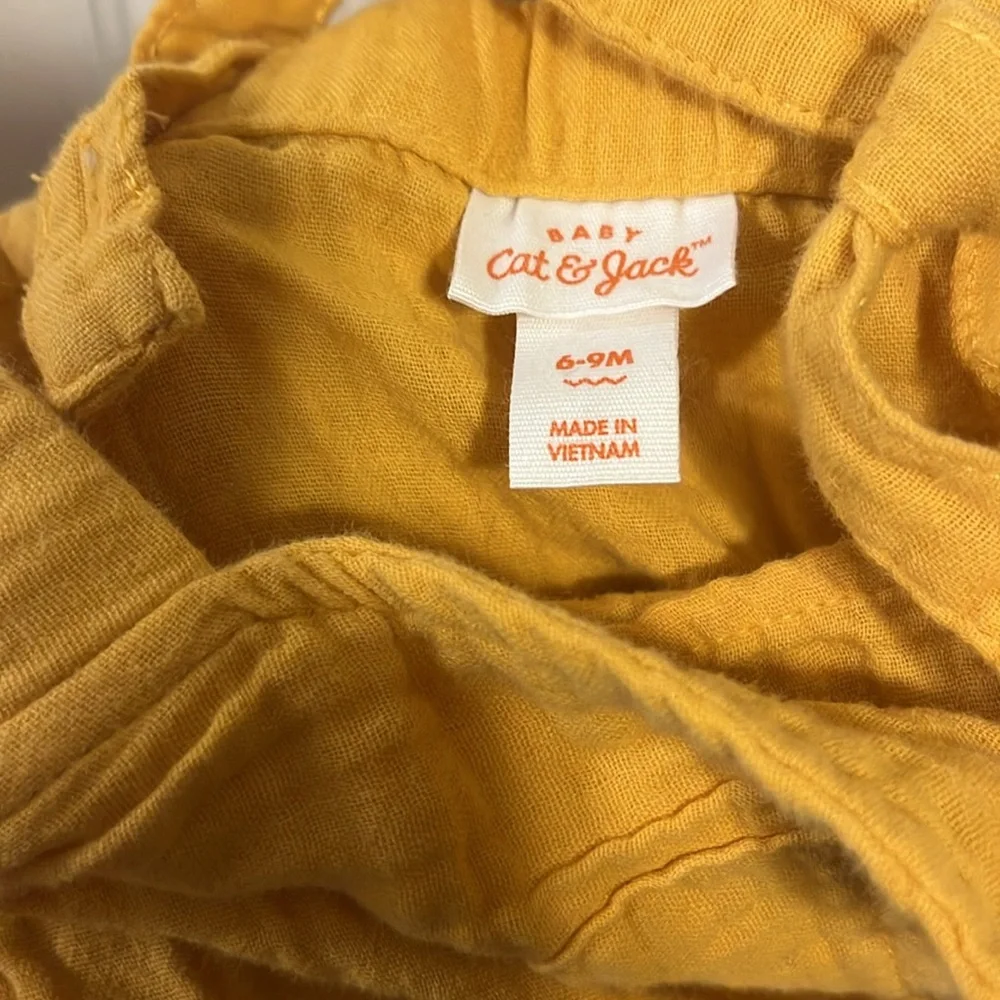 BABY
Cat & Jack™
6-9M
MADE IN
VIETNAM